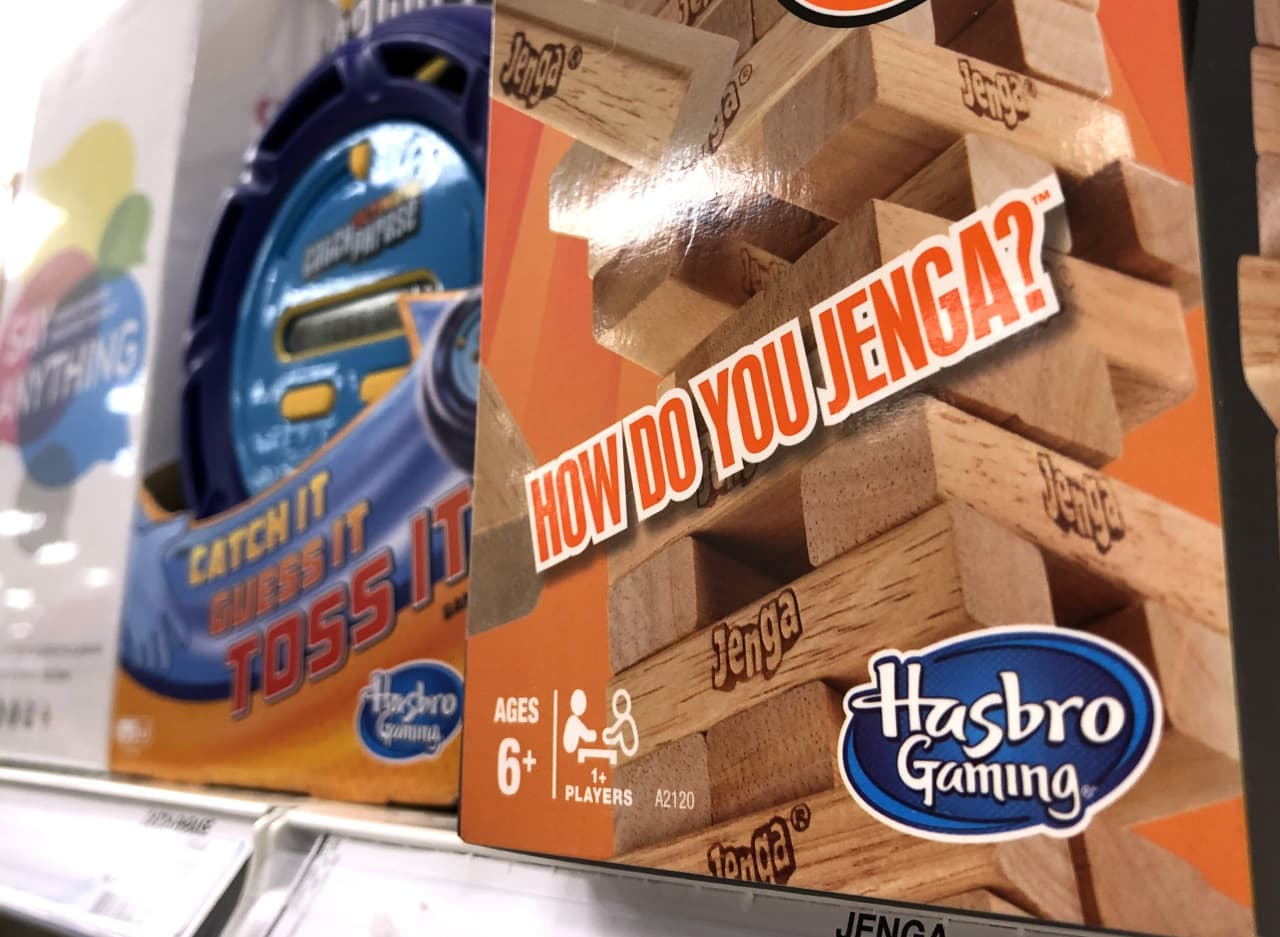 SAY
ANYTHING
CATCH PHRASE
CATCH IT
GUESS IT
TOSS IT
Hasbro
Gaming
Jenga®
Jenga®
HOW DO YOU JENGA?™
Jenga
Jenga
Jenga®
AGES
6+
1+
PLAYERS
A2120
Hasbro
Gaming®
JENGA